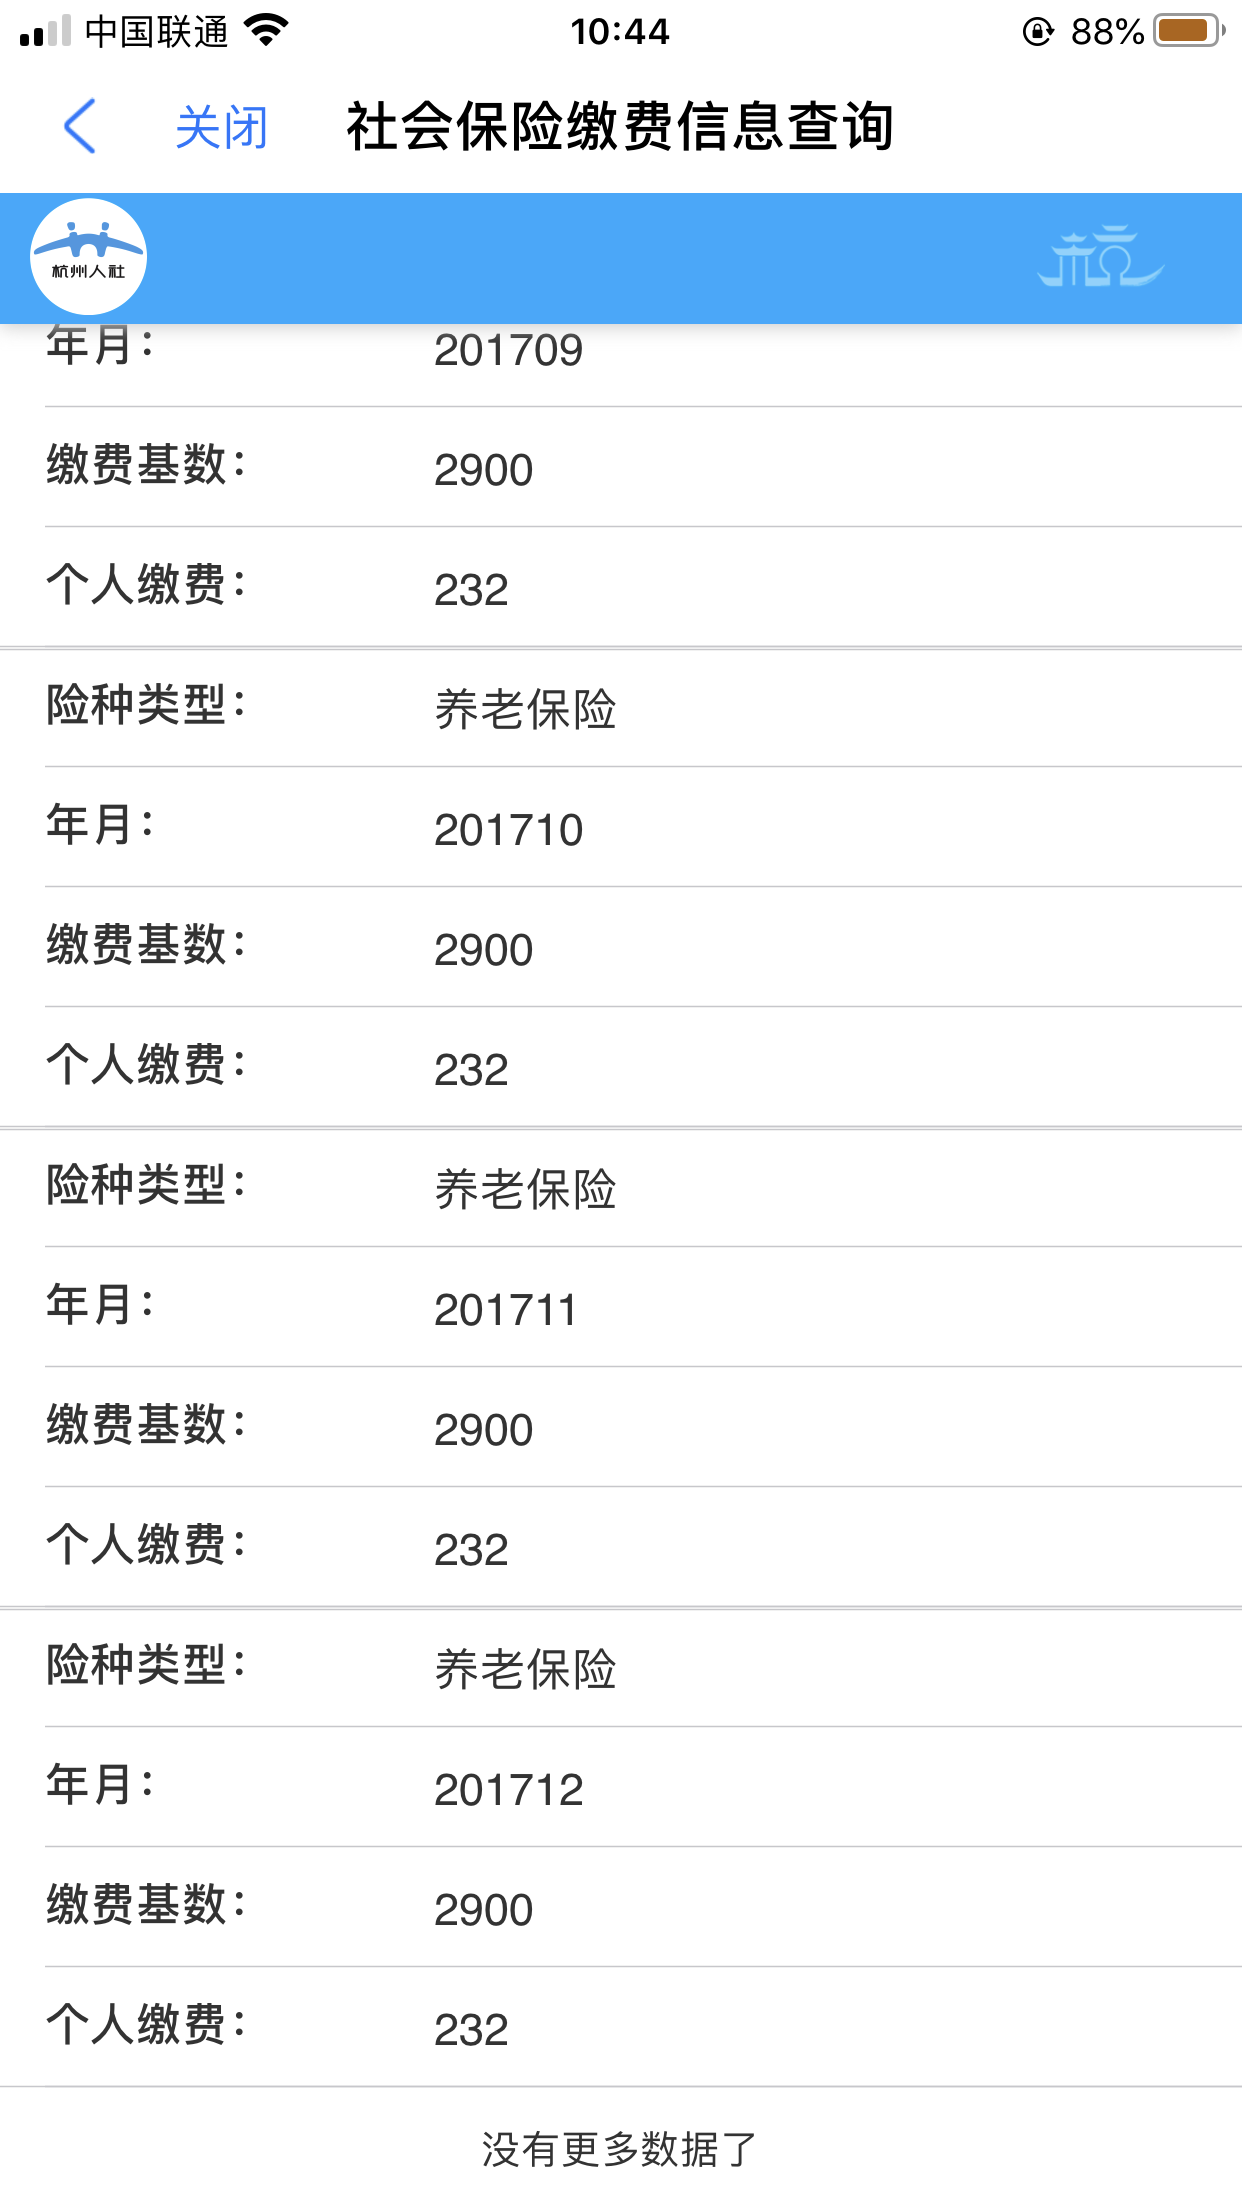 中国联通 10:44 88%
关闭 社会保险缴费信息查询
杭州人社
年月： 201709
缴费基数： 2900
个人缴费： 232
险种类型： 养老保险
年月： 201710
缴费基数： 2900
个人缴费： 232
险种类型： 养老保险
年月： 201711
缴费基数： 2900
个人缴费： 232
险种类型： 养老保险
年月： 201712
缴费基数： 2900
个人缴费： 232
没有更多数据了